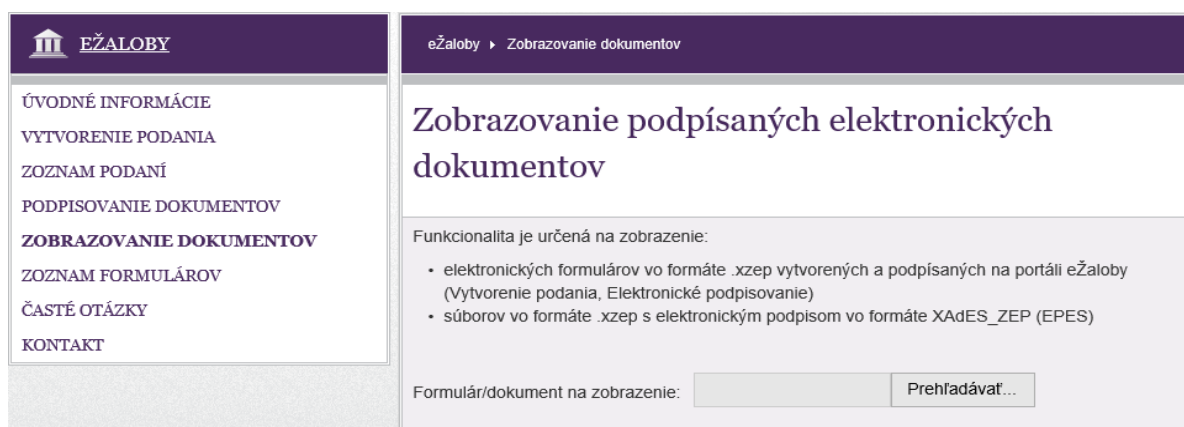 EŽALOBY
ÚVODNÉ INFORMÁCIE
VYTVORENIE PODANIA
ZOZNAM PODANÍ
PODPISOVANIE DOKUMENTOV
ZOBRAZOVANIE DOKUMENTOV
ZOZNAM FORMULÁROV
ČASTÉ OTÁZKY
KONTAKT
eŽaloby ▸ Zobrazovanie dokumentov
Zobrazovanie podpísaných elektronických
dokumentov
Funkcionalita je určená na zobrazenie:
• elektronických formulárov vo formáte .xzep vytvorených a podpísaných na portáli eŽaloby
(Vytvorenie podania, Elektronické podpisovanie)
• súborov vo formáte .xzep s elektronickým podpisom vo formáte XAdES_ZEP (EPES)
Formulár/dokument na zobrazenie: Prehľadávať...